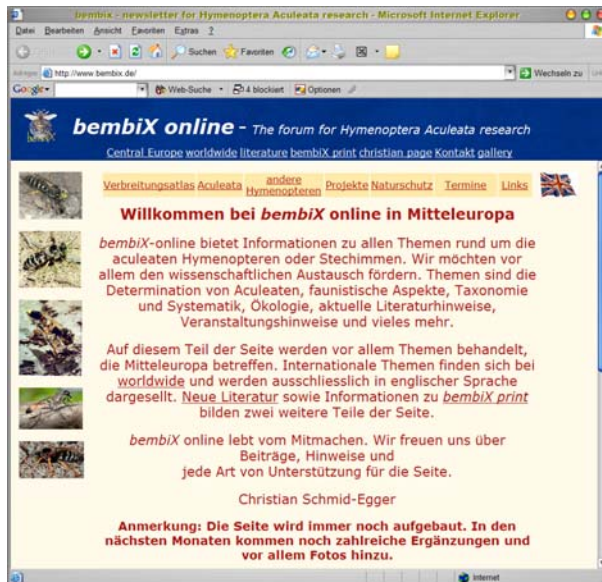 bembix - newsletter for Hymenoptera Aculeata research - Microsoft Internet Explorer
Datei Bearbeiten Ansicht Favoriten Extras ?
Suchen Favoriten
http://www.bembix.de/ Wechseln zu
Google Web-Suche 4 blockiert Optionen
bembiX online - The forum for Hymenoptera Aculeata research
Central Europe worldwide literature bembiX print christian page Kontakt gallery
Verbreitungsatlas Aculeata andere Hymenopteren Projekte Naturschutz Termine Links
Willkommen bei bembiX online in Mitteleuropa
bembiX-online bietet Informationen zu allen Themen rund um die
aculeaten Hymenopteren oder Stechimmen. Wir möchten vor
allem den wissenschaftlichen Austausch fördern. Themen sind die
Determination von Aculeaten, faunistische Aspekte, Taxonomie
und Systematik, Ökologie, aktuelle Literaturhinweise,
Veranstaltungshinweise und vieles mehr.
Auf diesem Teil der Seite werden vor allem Themen behandelt,
die Mitteleuropa betreffen. Internationale Themen finden sich bei
worldwide und werden ausschliesslich in englischer Sprache
dargesellt. Neue Literatur sowie Informationen zu bembiX print
bilden zwei weitere Teile der Seite.
bembiX online lebt vom Mitmachen. Wir freuen uns über
Beiträge, Hinweise und
jede Art von Unterstützung für die Seite.
Christian Schmid-Egger
Anmerkung: Die Seite wird immer noch aufgebaut. In den
nächsten Monaten kommen noch zahlreiche Ergänzungen und
vor allem Fotos hinzu.
Internet